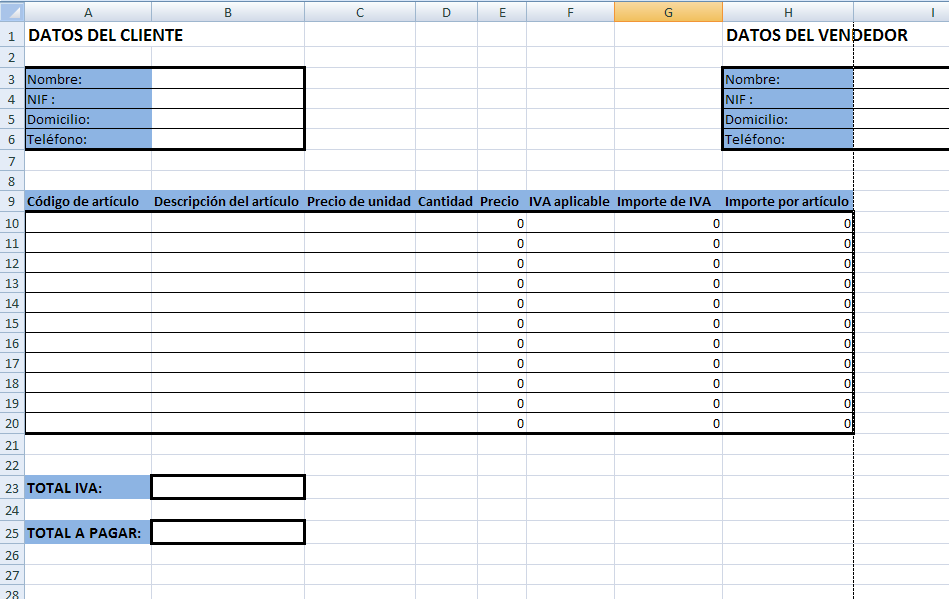 A B C D E F G H I
1 DATOS DEL CLIENTE DATOS DEL VENDEDOR
2
3 Nombre: Nombre:
4 NIF : NIF :
5 Domicilio: Domicilio:
6 Teléfono: Teléfono:
7
8
9 Código de artículo Descripción del artículo Precio de unidad Cantidad Precio IVA aplicable Importe de IVA Importe por artículo
10 0 0 0
11 0 0 0
12 0 0 0
13 0 0 0
14 0 0 0
15 0 0 0
16 0 0 0
17 0 0 0
18 0 0 0
19 0 0 0
20 0 0 0
21
22
23 TOTAL IVA:
24
25 TOTAL A PAGAR:
26
27
28